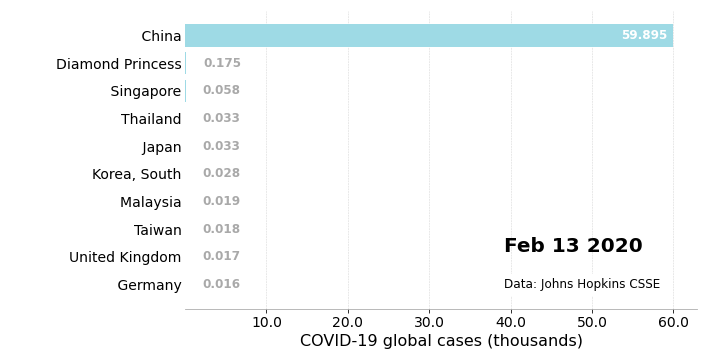 China 59.895
Diamond Princess 0.175
Singapore 0.058
Thailand 0.033
Japan 0.033
Korea, South 0.028
Malaysia 0.019
Taiwan 0.018
United Kingdom 0.017
Germany 0.016
Feb 13 2020
Data: Johns Hopkins CSSE
10.0 20.0 30.0 40.0 50.0 60.0
COVID-19 global cases (thousands)